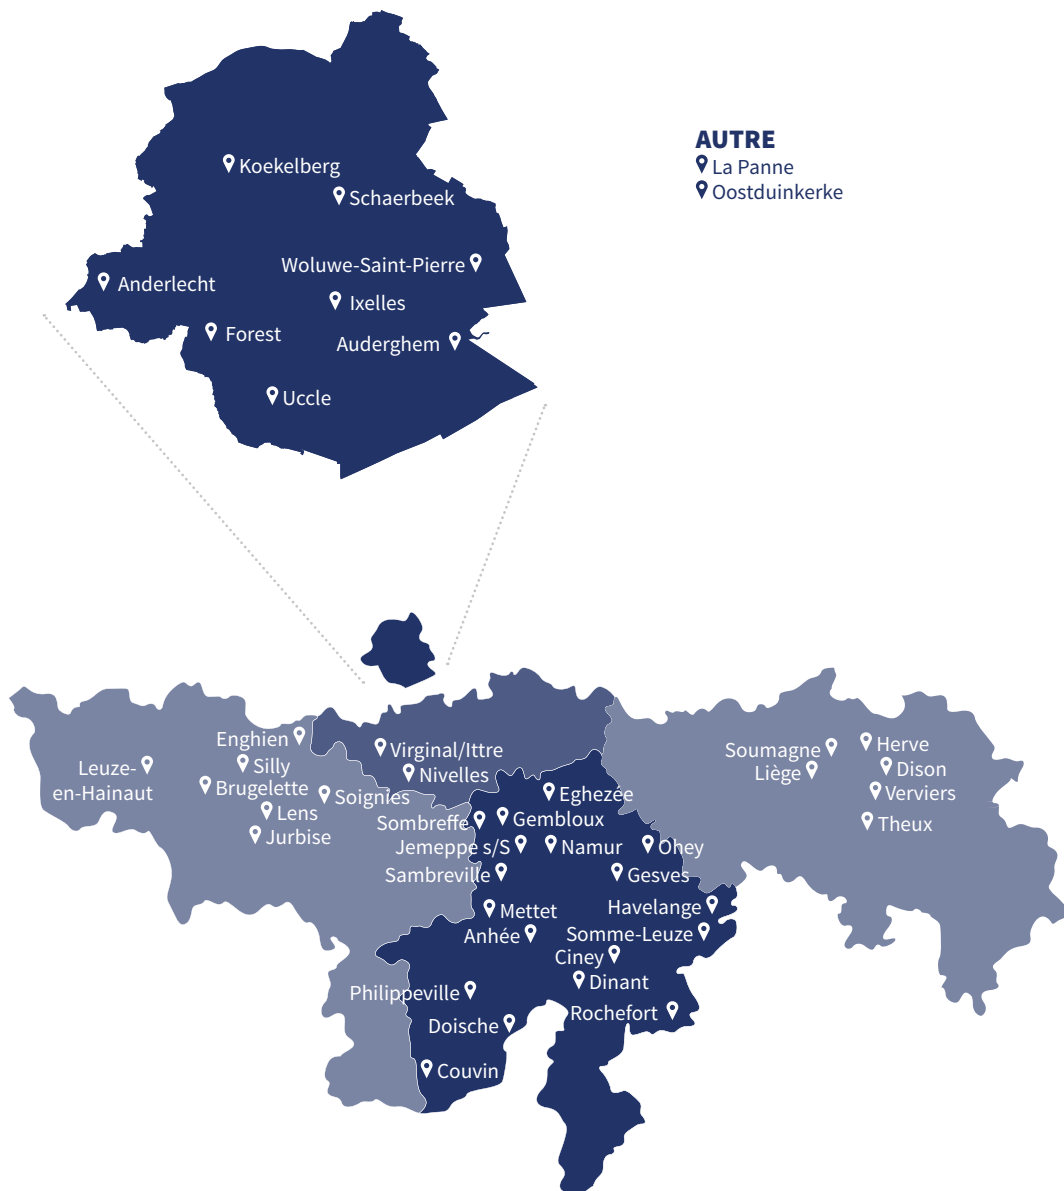 AUTRE
La Panne
Oostduinkerke
Koekelberg
Schaerbeek
Woluwe-Saint-Pierre
Anderlecht
Ixelles
Forest
Auderghem
Uccle
Enghien
Silly
Leuze-
en-Hainaut
Brugelette
Soignies
Lens
Jurbise
Virginal/Ittre
Nivelles
Soumagne
Herve
Liège
Dison
Verviers
Theux
Eghezée
Sombreffe
Gembloux
Jemeppe s/S
Namur
Ohey
Sambreville
Gesves
Mettet
Havelange
Anhée
Somme-Leuze
Ciney
Dinant
Philippeville
Rochefort
Doische
Couvin